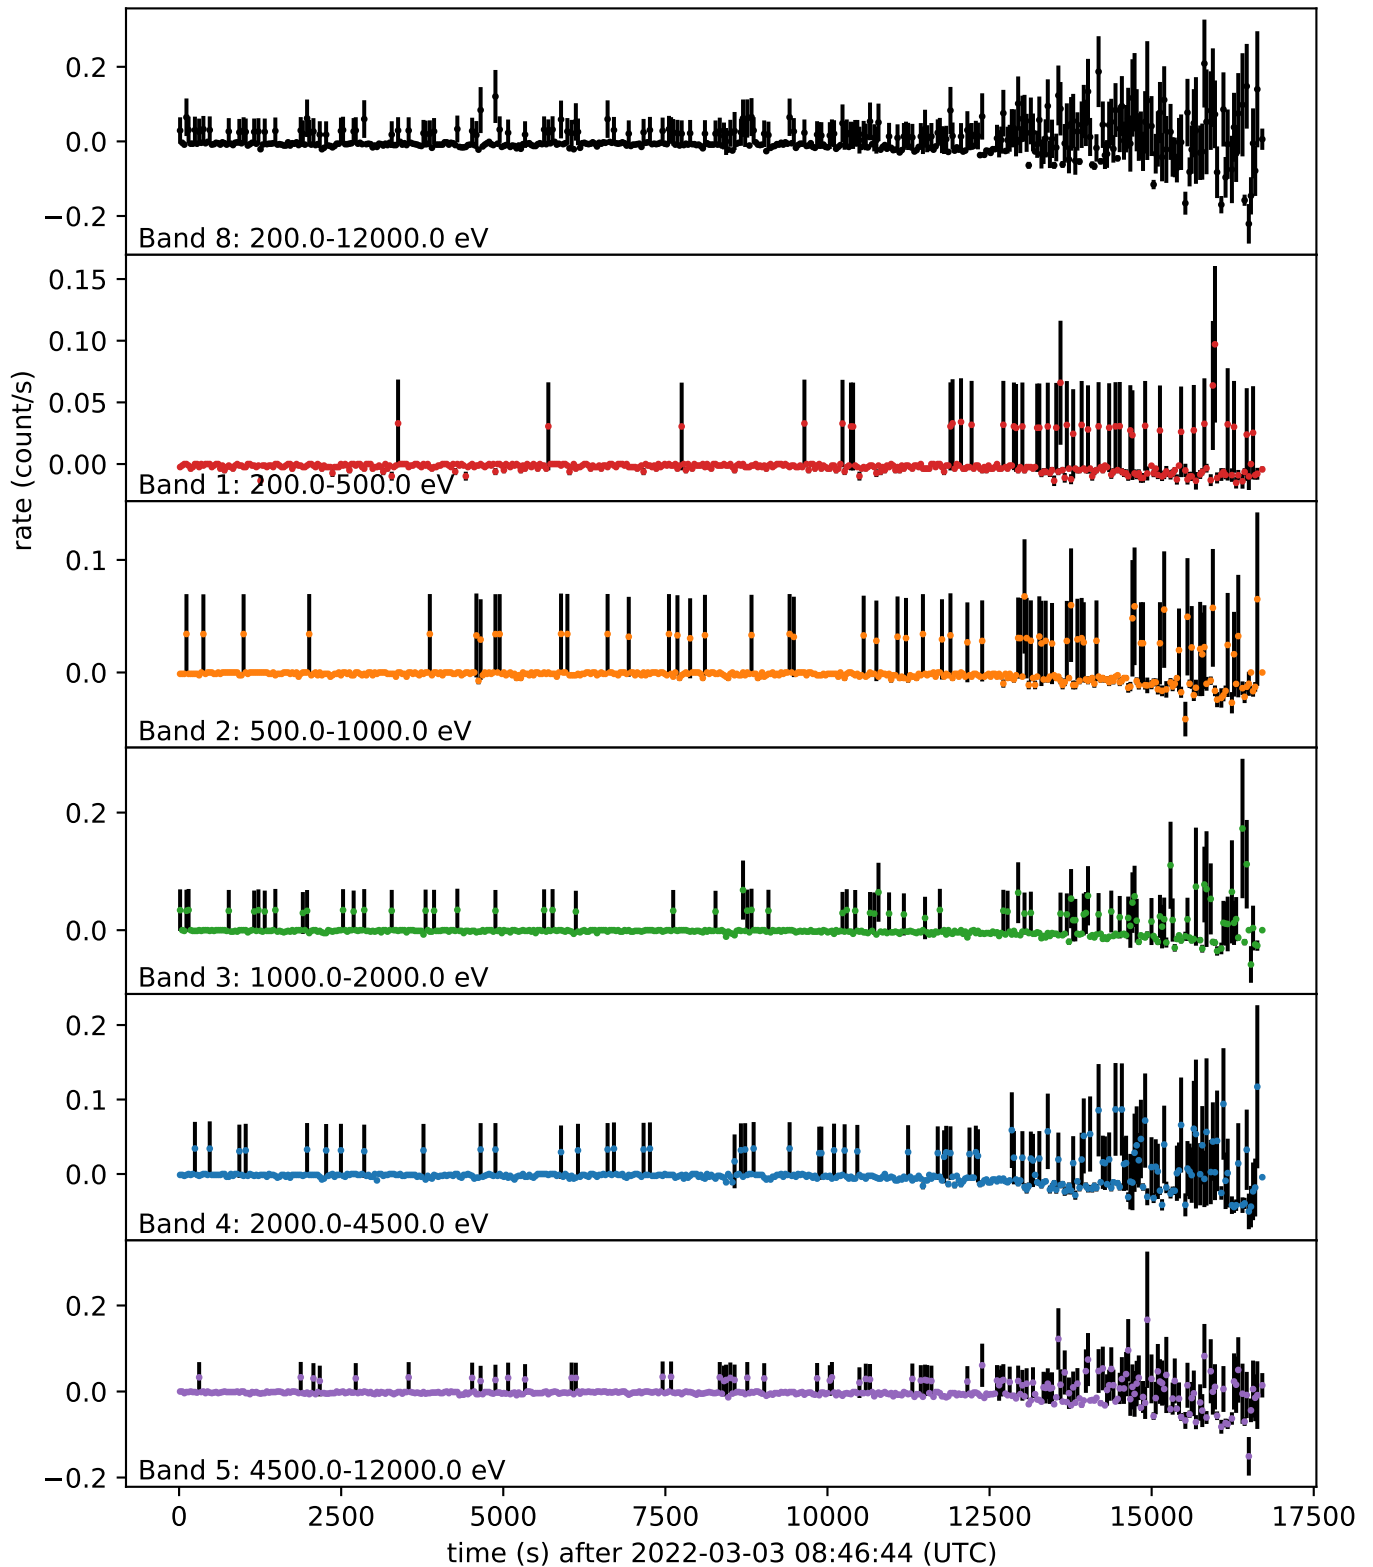 0.2
0.0
−0.2
Band 8: 200.0-12000.0 eV
0.15
0.10
0.05
0.00
Band 1: 200.0-500.0 eV
rate (count/s)
0.1
0.0
Band 2: 500.0-1000.0 eV
0.2
0.0
Band 3: 1000.0-2000.0 eV
0.2
0.1
0.0
Band 4: 2000.0-4500.0 eV
0.2
0.0
−0.2
Band 5: 4500.0-12000.0 eV
0 2500 5000 7500 10000 12500 15000 17500
time (s) after 2022-03-03 08:46:44 (UTC)